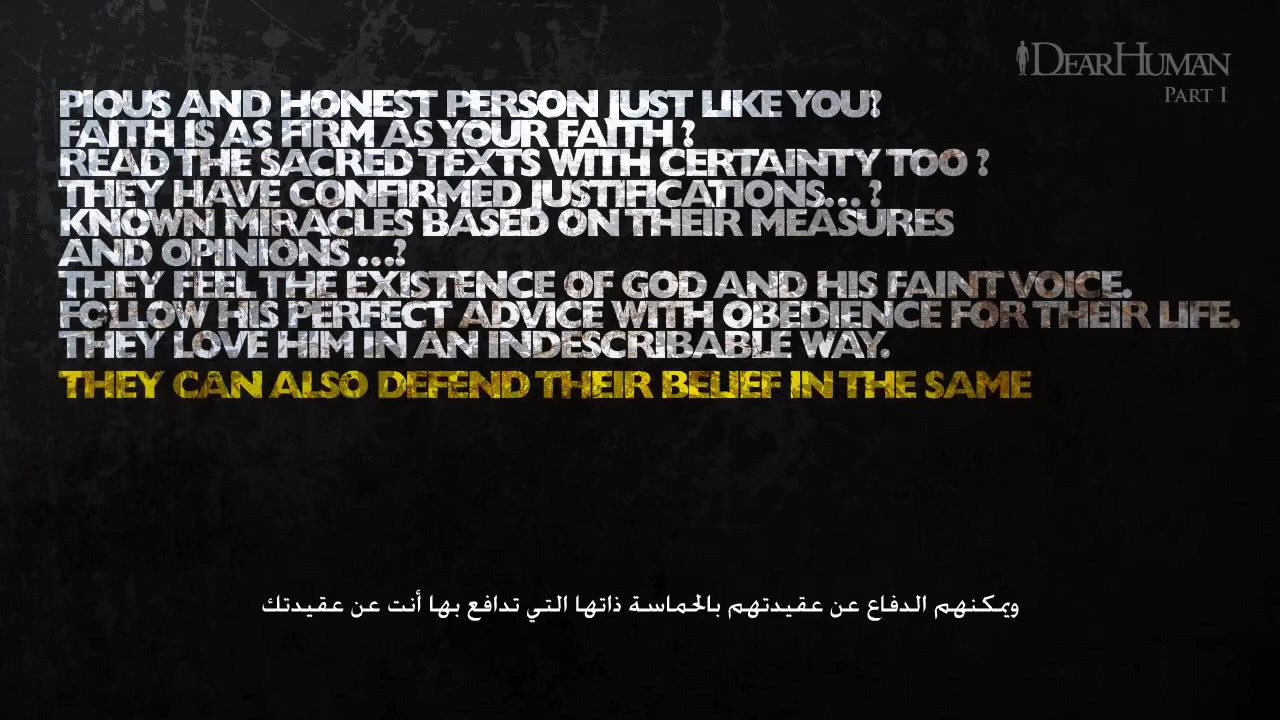 DEARHUMAN
PART I
PIOUS AND HONEST PERSON JUST LIKE YOU?
FAITH IS AS FIRM AS YOUR FAITH ?
READ THE SACRED TEXTS WITH CERTAINTY TOO ?
THEY HAVE CONFIRMED JUSTIFICATIONS... ?
KNOWN MIRACLES BASED ON THEIR MEASURES
AND OPINIONS ...?
THEY FEEL THE EXISTENCE OF GOD AND HIS FAINT VOICE.
FOLLOW HIS PERFECT ADVICE WITH OBEDIENCE FOR THEIR LIFE.
THEY LOVE HIM IN AN INDESCRIBABLE WAY.
THEY CAN ALSO DEFEND THEIR BELIEF IN THE SAME
ويمكنهم الدفاع عن عقيدتهم بالحماسة ذاتها التي تدافع بها أنت عن عقيدتك